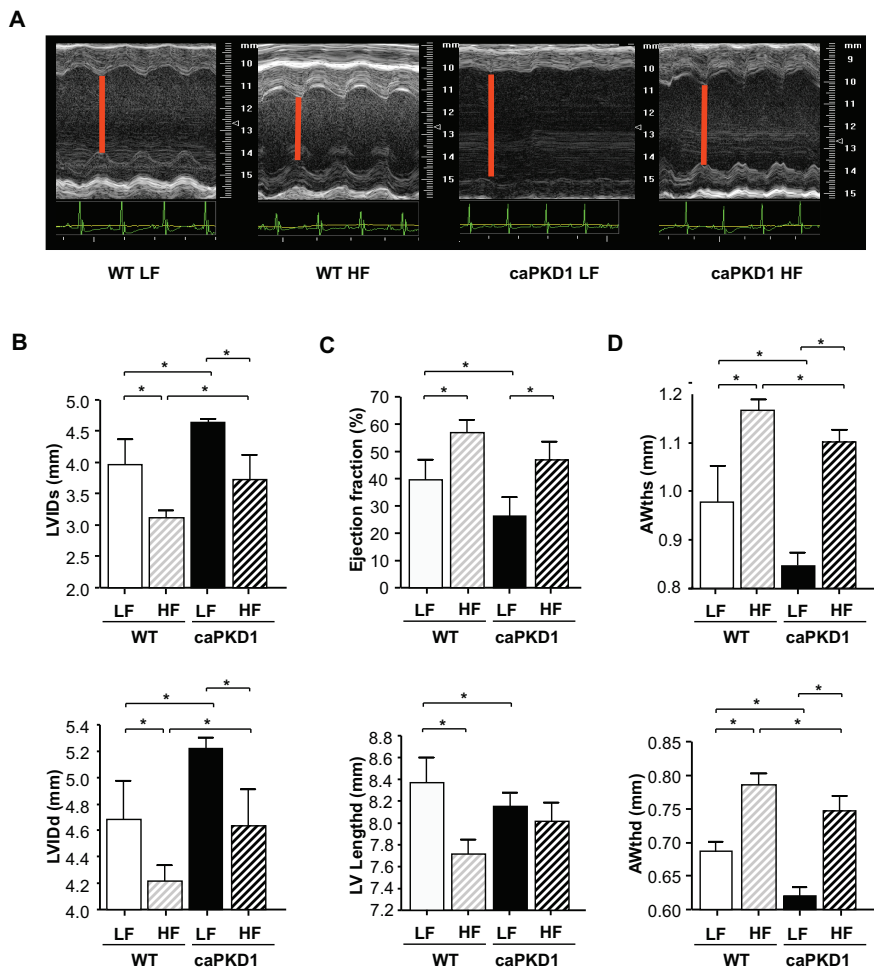 A
mm
10
11
12
13
14
15
mm
10
11
12
13
14
15
mm
10
11
12
13
14
15
mm
9
10
11
12
13
14
15
WT LF
WT HF
caPKD1 LF
caPKD1 HF
B
*
*
*
*
LVIDs (mm)
5.0
4.5
4.0
3.5
3.0
2.5
2.0
LF
HF
LF
HF
WT
caPKD1
C
*
*
*
Ejection fraction (%)
70
60
50
40
30
20
10
0
LF
HF
LF
HF
WT
caPKD1
D
*
*
*
*
AWths (mm)
1.2
1.1
1.0
0.9
0.8
LF
HF
LF
HF
WT
caPKD1
*
*
*
*
LVIDd (mm)
5.4
5.2
5.0
4.8
4.6
4.4
4.2
4.0
LF
HF
LF
HF
WT
caPKD1
*
*
LV Lengthd (mm)
8.8
8.6
8.4
8.2
8.0
7.8
7.6
7.4
7.2
LF
HF
LF
HF
WT
caPKD1
*
*
*
*
AWthd (mm)
0.85
0.80
0.75
0.70
0.65
0.60
LF
HF
LF
HF
WT
caPKD1